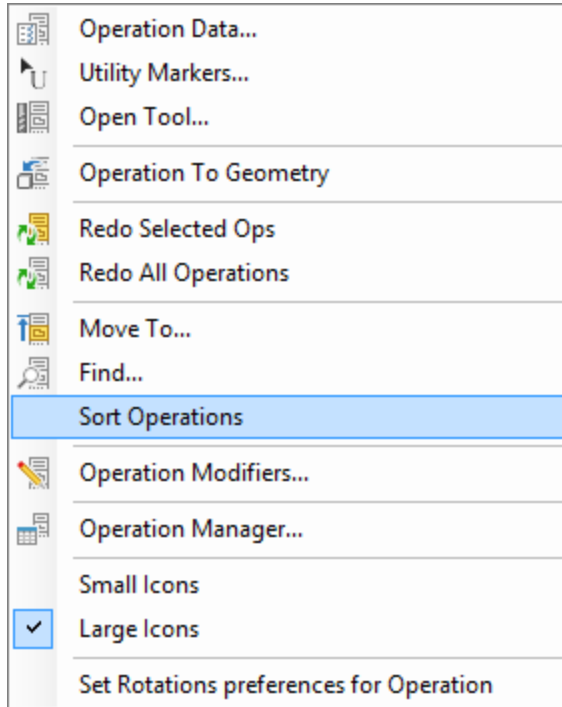 Operation Data...
Utility Markers...
U
Open Tool...
Operation To Geometry
Redo Selected Ops
Redo All Operations
Move To...
Find...
Sort Operations
Operation Modifiers...
Operation Manager...
Small Icons
Large Icons
Set Rotations preferences for Operation